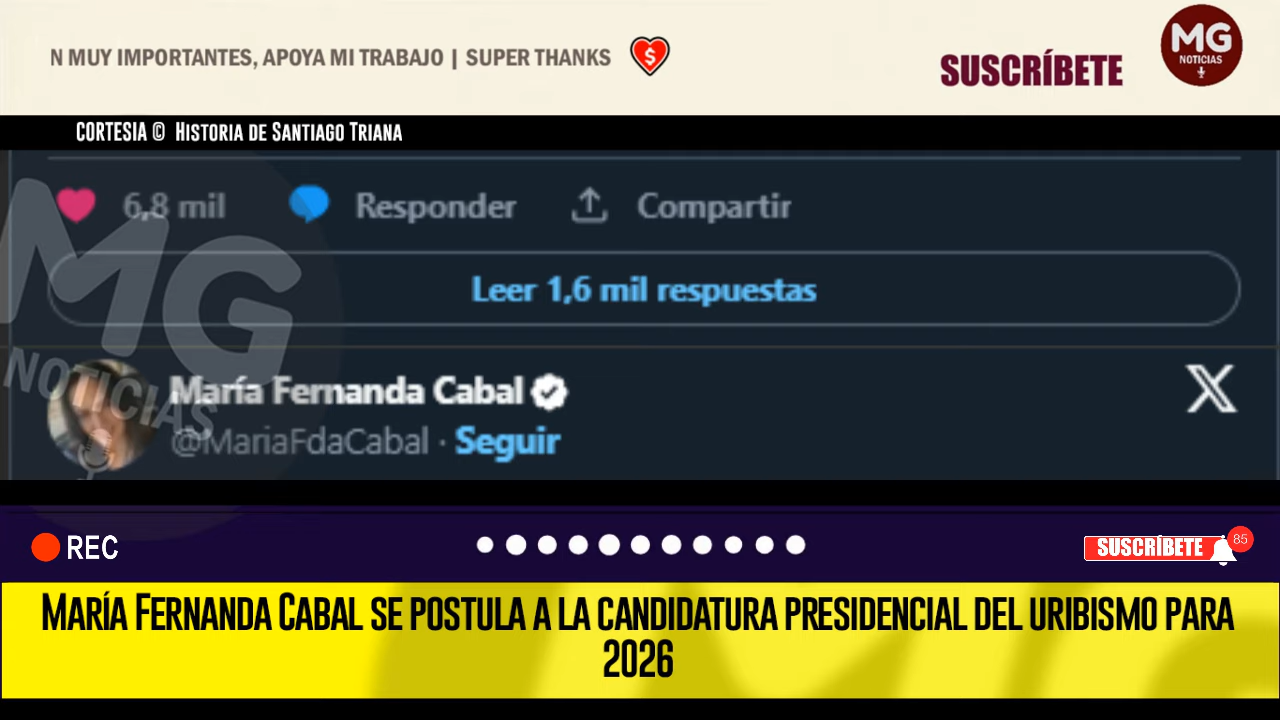 N MUY IMPORTANTES, APOYA MI TRABAJO | SUPER THANKS
$
SUSCRÍBETE
MG
NOTICIAS
CORTESIA © HISTORIA DE SANTIAGO TRIANA
6,8 mil
Responder
Compartir
Leer 1,6 mil respuestas
MG
NOTICIAS
María Fernanda Cabal
@MariaFdaCabal · Seguir
X
REC
SUSCRÍBETE
85
MARÍA FERNANDA CABAL SE POSTULA A LA CANDIDATURA PRESIDENCIAL DEL URIBISMO PARA
2026